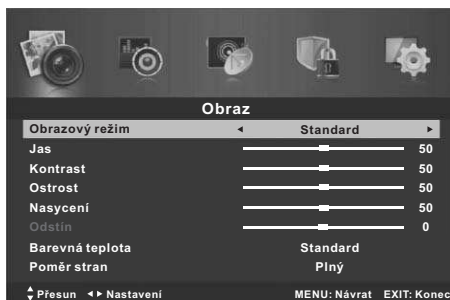 Obraz
Obrazový režim Standard
Jas 50
Kontrast 50
Ostrost 50
Nasycení 50
Odstín 0
Barevná teplota Standard
Poměr stran Plný
Přesun Nastavení MENU: Návrat EXIT: Konec